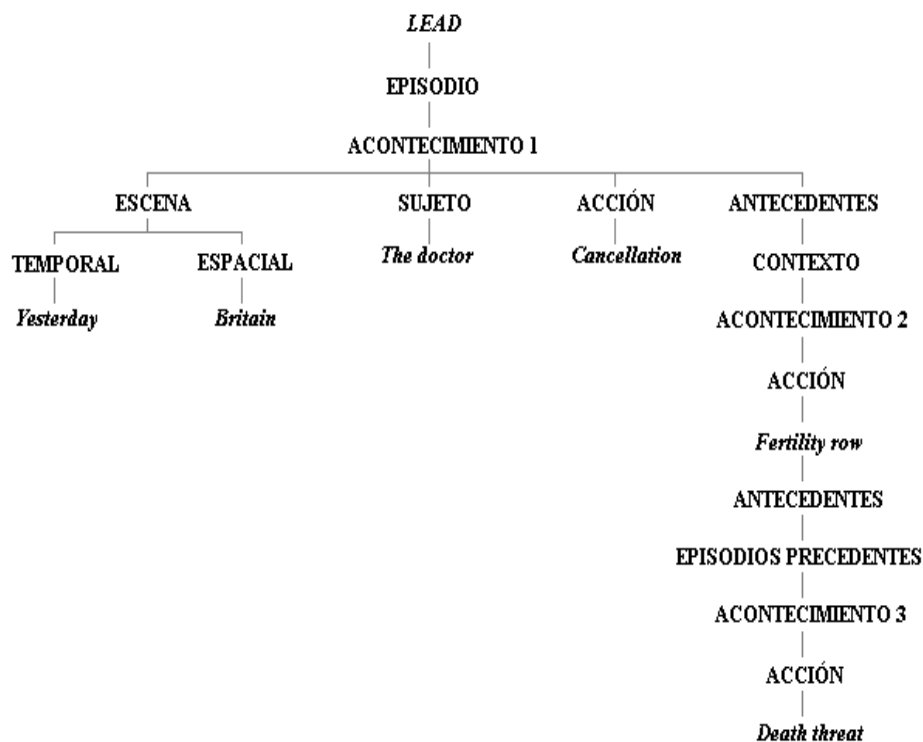 LEAD
EPISODIO
ACONTECIMIENTO 1
ESCENA SUJETO ACCIÓN ANTECEDENTES
TEMPORAL ESPACIAL The doctor Cancellation CONTEXTO
Yesterday Britain ACONTECIMIENTO 2
ACCIÓN
Fertility row
ANTECEDENTES
EPISODIOS PRECEDENTES
ACONTECIMIENTO 3
ACCIÓN
Death threat